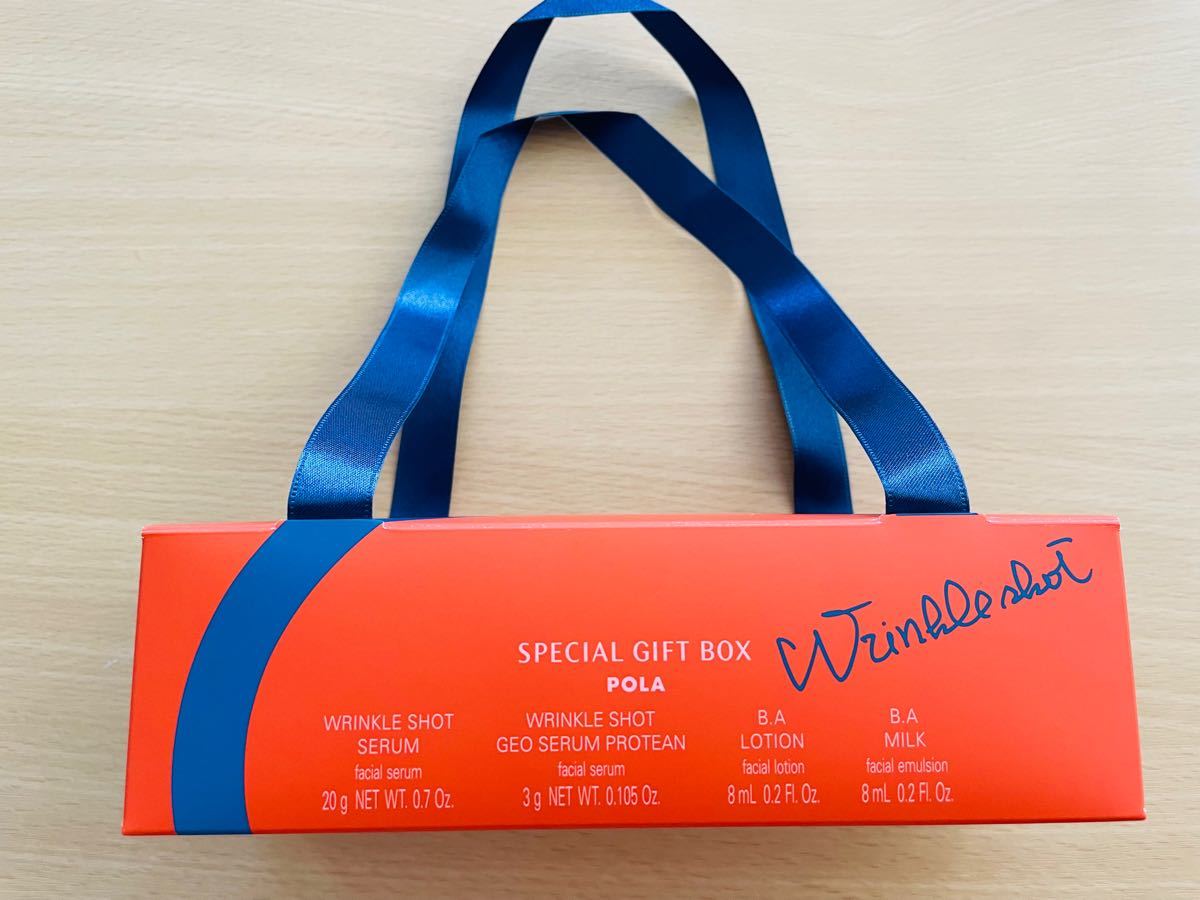 Wrinkle shot
SPECIAL GIFT BOX
POLA
WRINKLE SHOT
SERUM
facial serum
20 g NET WT. 0.7 Oz.
WRINKLE SHOT
GEO SERUM PROTEAN
facial serum
3 g NET WT. 0.105 Oz.
B.A
LOTION
facial lotion
8 mL 0.2 Fl. Oz.
B.A
MILK
facial emulsion
8 mL 0.2 Fl. Oz.